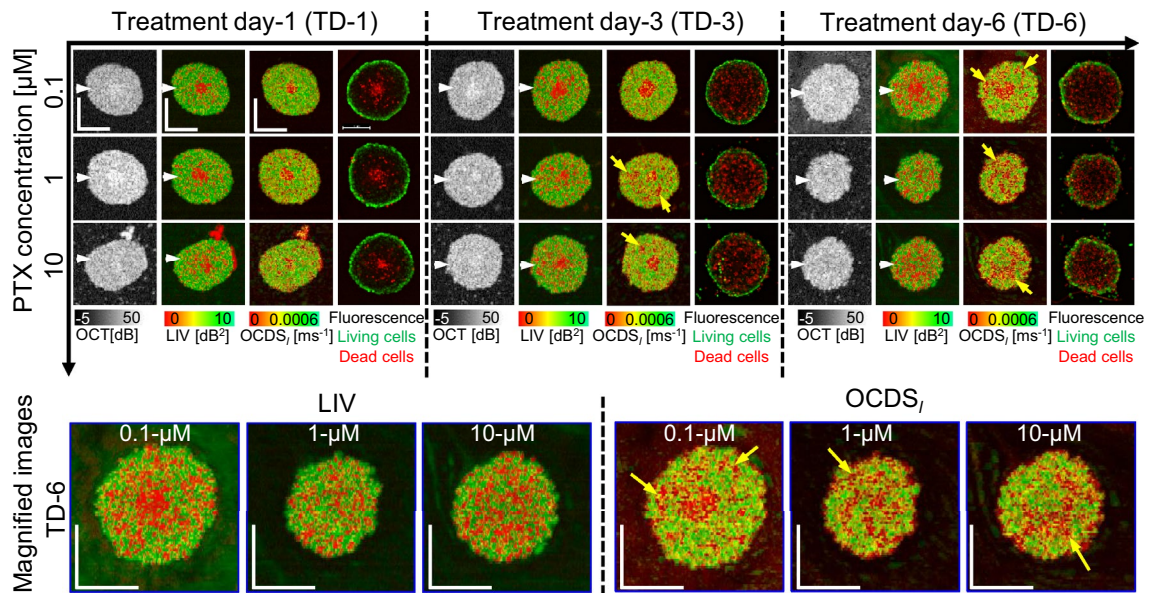 Treatment day-1 (TD-1) Treatment day-3 (TD-3) Treatment day-6 (TD-6)
PTX concentration [µM]
0.1
1
10
-5 50 0 10 0 0.0006 Fluorescence -5 50 0 10 0 0.0006 Fluorescence -5 50 0 10 0 0.0006 Fluorescence
OCT[dB] LIV [dB²] OCDSₗ [ms⁻¹] Living cells OCT [dB] LIV [dB²] OCDSₗ [ms⁻¹] Living cells OCT [dB] LIV [dB²] OCDSₗ [ms⁻¹] Living cells
Dead cells Dead cells Dead cells
Magnified images
TD-6
LIV OCDSₗ
0.1-µM 1-µM 10-µM 0.1-µM 1-µM 10-µM